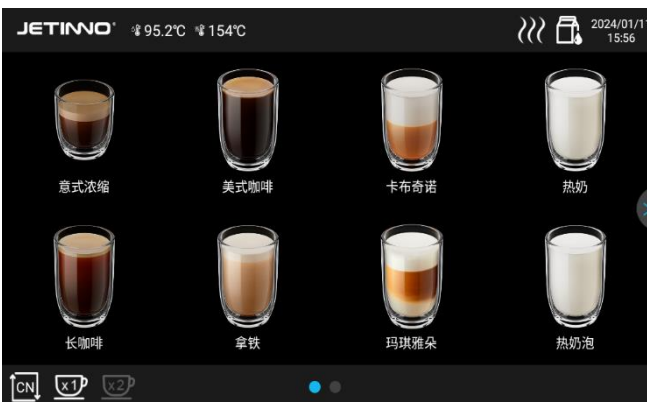 JETINNO
95.2℃ 154℃
2024/01/11
15:56
意式浓缩 美式咖啡 卡布奇诺 热奶
长咖啡 拿铁 玛琪雅朵 热奶泡
CN x1 x2